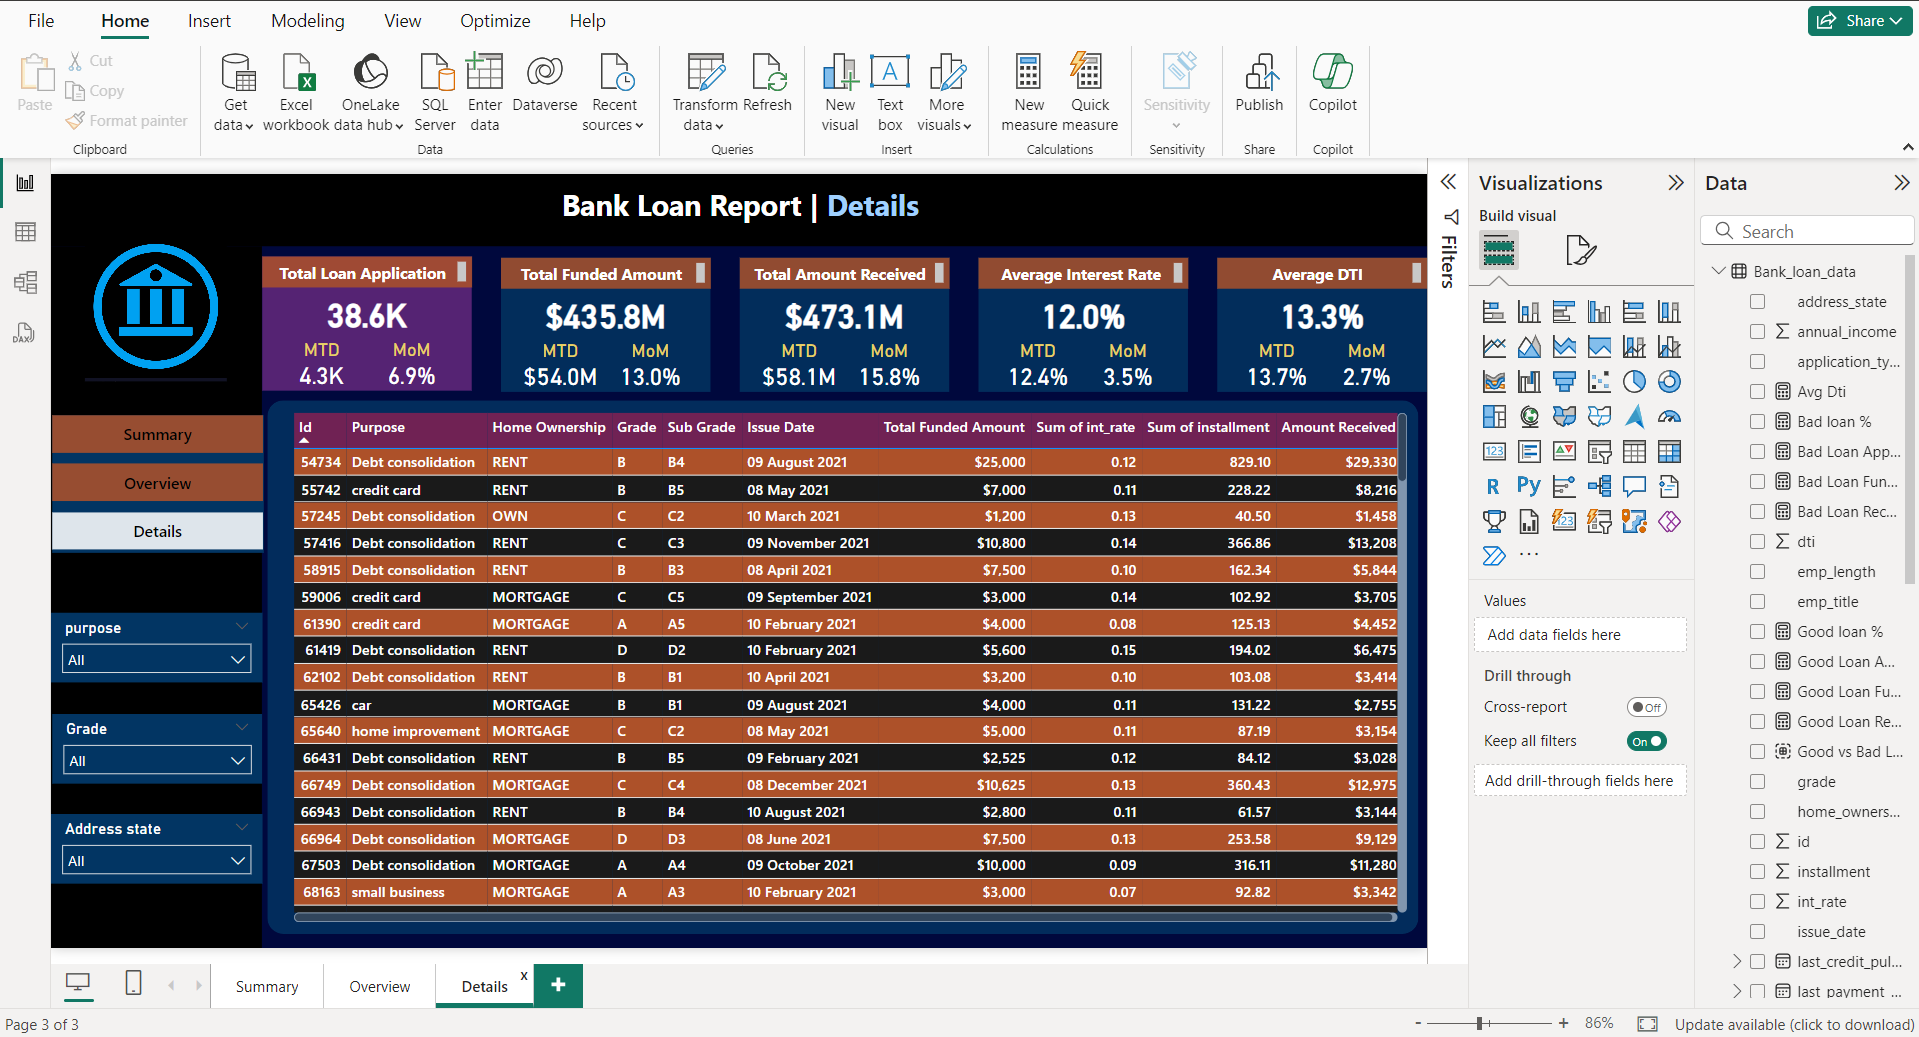 File Home Insert Modeling View Optimize Help Share
Paste
Cut
Copy
Format painter
Clipboard
Get data
Excel workbook
OneLake data hub
SQL Server
Enter data
Dataverse
Recent sources
Data
Transform data
Refresh
Queries
New visual
Text box
More visuals
Insert
New measure
Quick measure
Calculations
Sensitivity
Sensitivity
Publish
Share
Copilot
Copilot
Bank Loan Report | Details
Total Loan Application
38.6K
MTD MoM
4.3K 6.9%
Total Funded Amount
$435.8M
MTD MoM
$54.0M 13.0%
Total Amount Received
$473.1M
MTD MoM
$58.1M 15.8%
Average Interest Rate
12.0%
MTD MoM
12.4% 3.5%
Average DTI
13.3%
MTD MoM
13.7% 2.7%
Summary
Overview
Details
purpose
All
Grade
All
Address state
All
Id Purpose Home Ownership Grade Sub Grade Issue Date Total Funded Amount Sum of int_rate Sum of installment Amount Received
54734 Debt consolidation RENT B B4 09 August 2021 $25,000 0.12 829.10 $29,330
55742 credit card RENT B B5 08 May 2021 $7,000 0.11 228.22 $8,216
57245 Debt consolidation OWN C C2 10 March 2021 $1,200 0.13 40.50 $1,458
57416 Debt consolidation RENT C C3 09 November 2021 $10,800 0.14 366.86 $13,208
58915 Debt consolidation RENT B B3 08 April 2021 $7,500 0.10 162.34 $5,844
59006 credit card MORTGAGE C C5 09 September 2021 $3,000 0.14 102.92 $3,705
61390 credit card MORTGAGE A A5 10 February 2021 $4,000 0.08 125.13 $4,452
61419 Debt consolidation RENT D D2 10 February 2021 $5,600 0.15 194.02 $6,475
62102 Debt consolidation RENT B B1 10 April 2021 $3,200 0.10 103.08 $3,414
65426 car MORTGAGE B B1 09 August 2021 $4,000 0.11 131.22 $2,755
65640 home improvement MORTGAGE C C2 08 May 2021 $5,000 0.11 87.19 $3,154
66431 Debt consolidation RENT B B5 09 February 2021 $2,525 0.12 84.12 $3,028
66749 Debt consolidation MORTGAGE C C4 08 December 2021 $10,625 0.13 360.43 $12,975
66943 Debt consolidation RENT B B4 10 August 2021 $2,800 0.11 61.57 $3,144
66964 Debt consolidation MORTGAGE D D3 08 June 2021 $7,500 0.13 253.58 $9,129
67503 Debt consolidation MORTGAGE A A4 09 October 2021 $10,000 0.09 316.11 $11,280
68163 small business MORTGAGE A A3 10 February 2021 $3,000 0.07 92.82 $3,342
Filters
Visualizations
Build visual
123
R Py
123
...
Values
Add data fields here
Drill through
Cross-report Off
Keep all filters On
Add drill-through fields here
Data
Search
Bank_loan_data
address_state
annual_income
application_ty...
Avg Dti
Bad loan %
Bad Loan App...
Bad Loan Fun...
Bad Loan Rec...
dti
emp_length
emp_title
Good loan %
Good Loan A...
Good Loan Fu...
Good Loan Re...
Good vs Bad L...
grade
home_owners...
id
installment
int_rate
issue_date
last_credit_pul...
last_payment_...
DAX
Summary Overview Details x +
Page 3 of 3
- + 86% Update available (click to download)